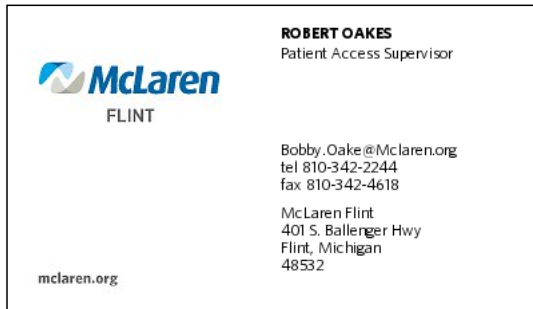 McLaren
FLINT
mclaren.org
ROBERT OAKES
Patient Access Supervisor
Bobby.Oake@Mclaren.org
tel 810-342-2244
fax 810-342-4618
McLaren Flint
401 S. Ballenger Hwy
Flint, Michigan
48532